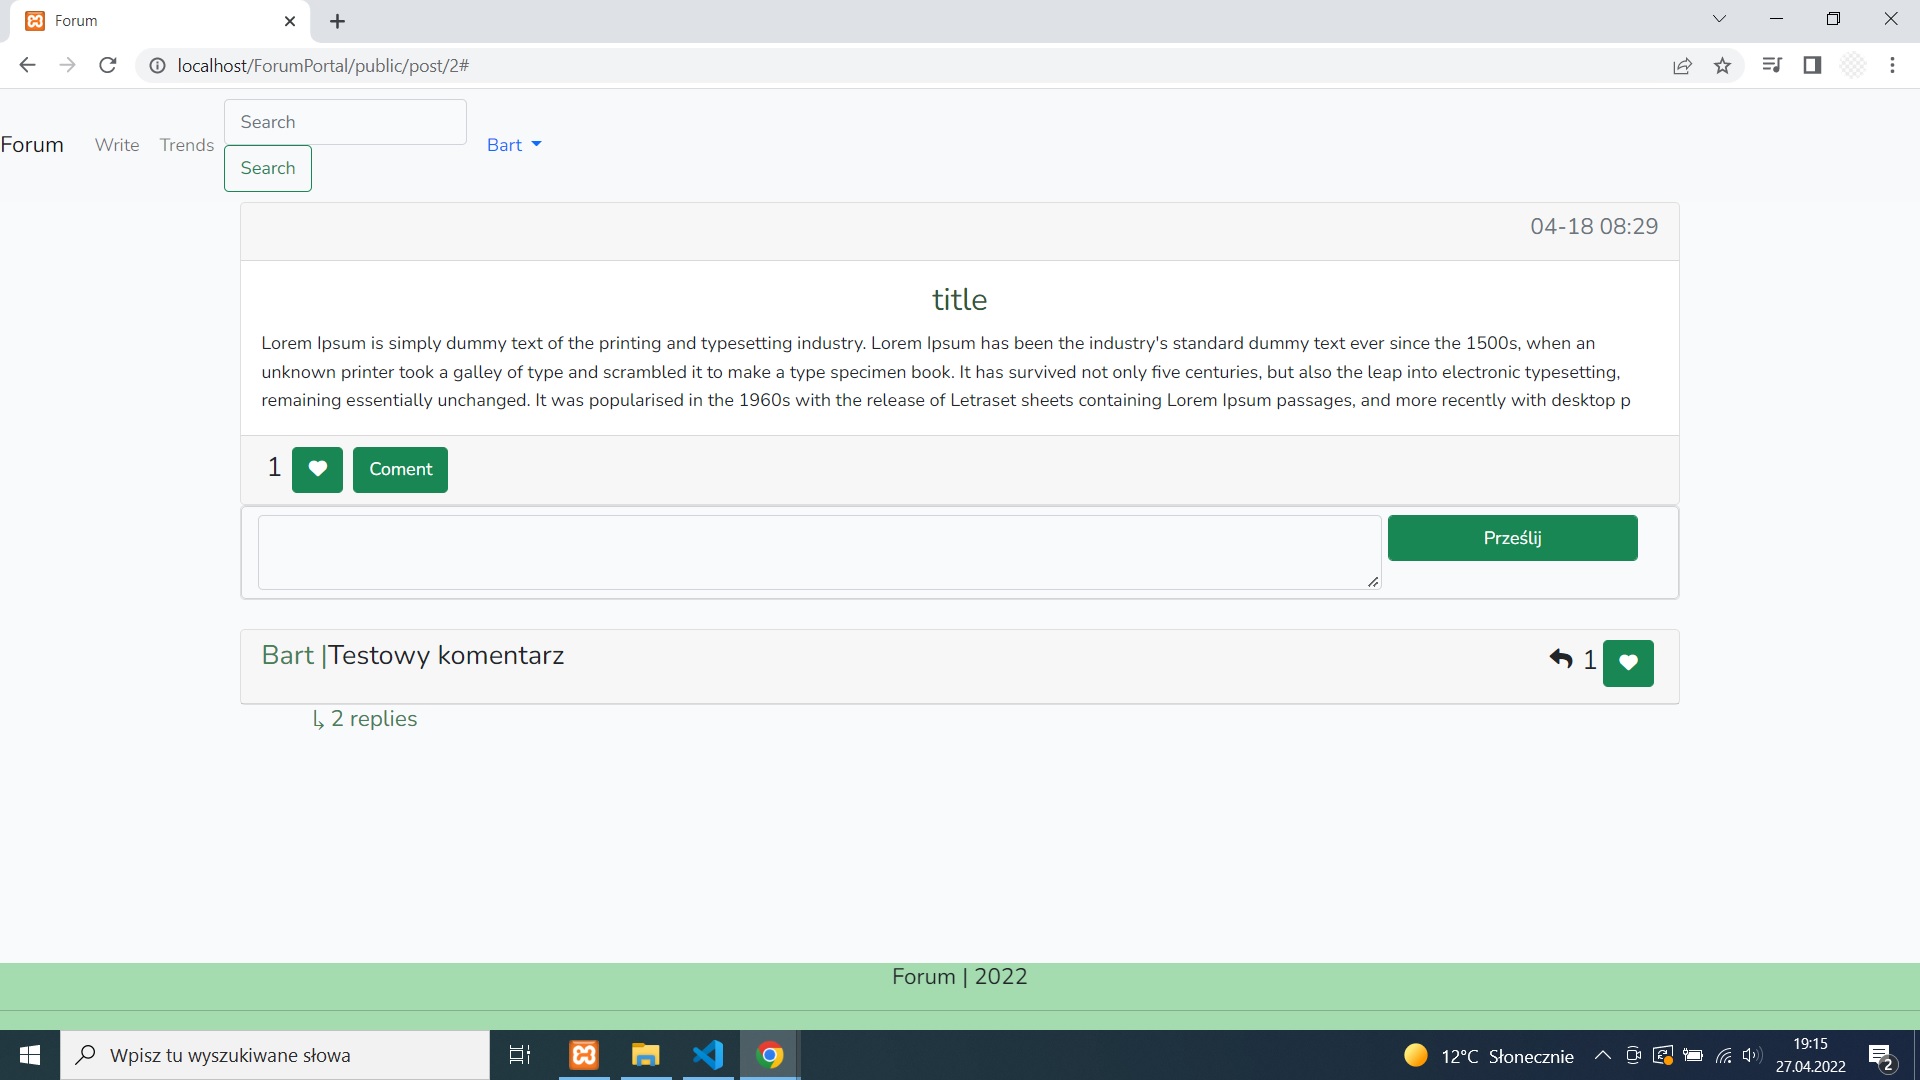 Forum
localhost/ForumPortal/public/post/2#
Forum Write Trends Search Bart
Search
04-18 08:29
title
Lorem Ipsum is simply dummy text of the printing and typesetting industry. Lorem Ipsum has been the industry's standard dummy text ever since the 1500s, when an
unknown printer took a galley of type and scrambled it to make a type specimen book. It has survived not only five centuries, but also the leap into electronic typesetting,
remaining essentially unchanged. It was popularised in the 1960s with the release of Letraset sheets containing Lorem Ipsum passages, and more recently with desktop p
1 Coment
Prześlij
Bart |Testowy komentarz 1
↳ 2 replies
Forum | 2022
Wpisz tu wyszukiwane słowa
12°C Słonecznie
19:15
27.04.2022
2